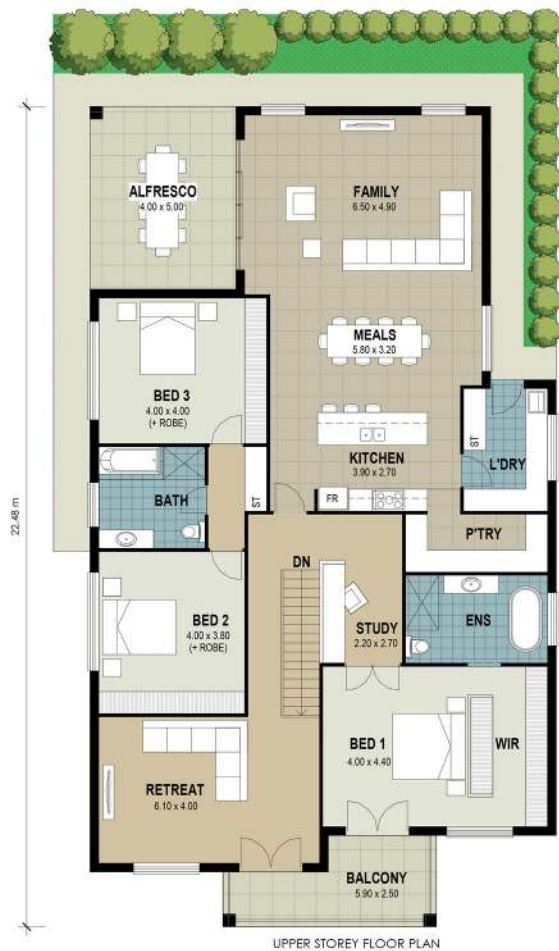 ALFRESCO
4.00 x 5.00
FAMILY
6.50 x 4.90
MEALS
5.80 x 3.20
BED 3
4.00 x 4.00
(+ ROBE)
KITCHEN
3.90 x 2.70
ST
L'DRY
BATH
ST
FR
P'TRY
22.48 m
DN
BED 2
4.00 x 3.80
(+ ROBE)
STUDY
2.20 x 2.70
ENS
BED 1
4.00 x 4.40
WIR
RETREAT
6.10 x 4.00
BALCONY
5.90 x 2.50
UPPER STOREY FLOOR PLAN